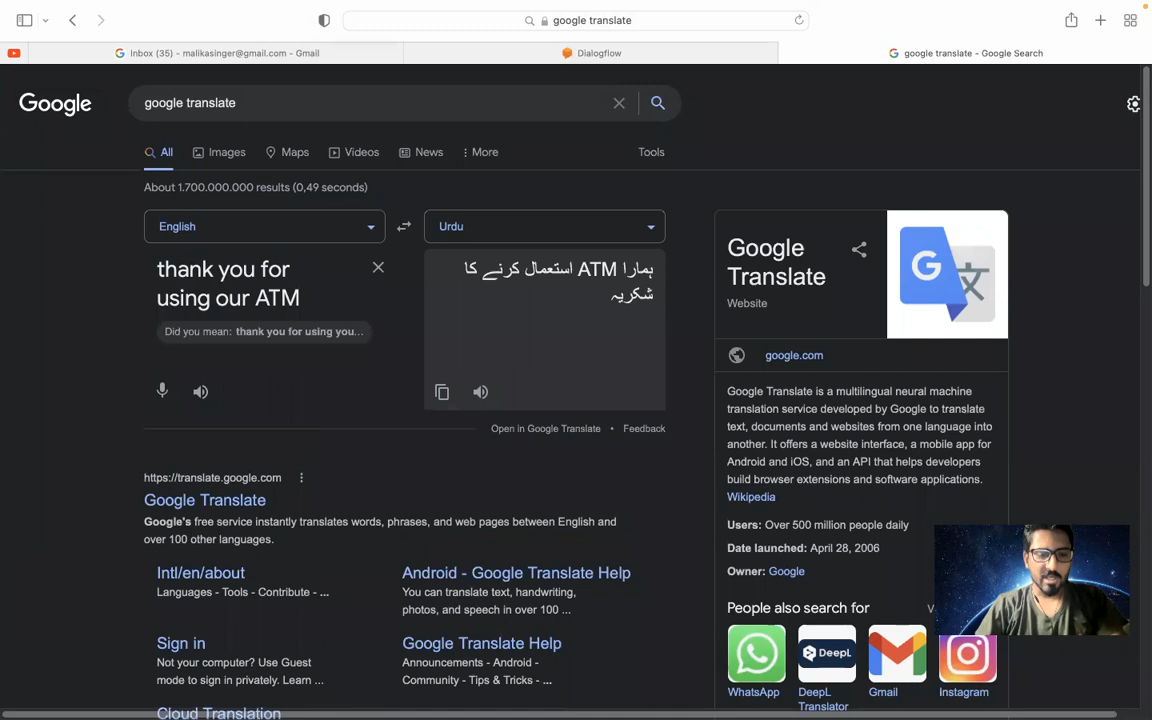 google translate
Inbox (35) - malikasinger@gmail.com - Gmail
Dialogflow
google translate - Google Search
Google
google translate
All
Images
Maps
Videos
News
More
Tools
About 1.700.000.000 results (0,49 seconds)
English
Urdu
thank you for
using our ATM
Did you mean: thank you for using you...
ہمارا ATM استعمال کرنے کا
شکریہ
Open in Google Translate • Feedback
Google
Translate
Website
G
google.com
Google Translate is a multilingual neural machine
translation service developed by Google to translate
text, documents and websites from one language into
another. It offers a website interface, a mobile app for
Android and iOS, and an API that helps developers
build browser extensions and software applications.
Wikipedia
Users: Over 500 million people daily
Date launched: April 28, 2006
Owner: Google
People also search for
DeepL
WhatsApp
DeepL
Translator
Gmail
Instagram
https://translate.google.com
Google Translate
Google's free service instantly translates words, phrases, and web pages between English and
over 100 other languages.
Intl/en/about
Languages - Tools - Contribute - ...
Android - Google Translate Help
You can translate text, handwriting,
photos, and speech in over 100 ...
Sign in
Not your computer? Use Guest
mode to sign in privately. Learn ...
Google Translate Help
Announcements - Android -
Community - Tips & Tricks - ...
Cloud Translation